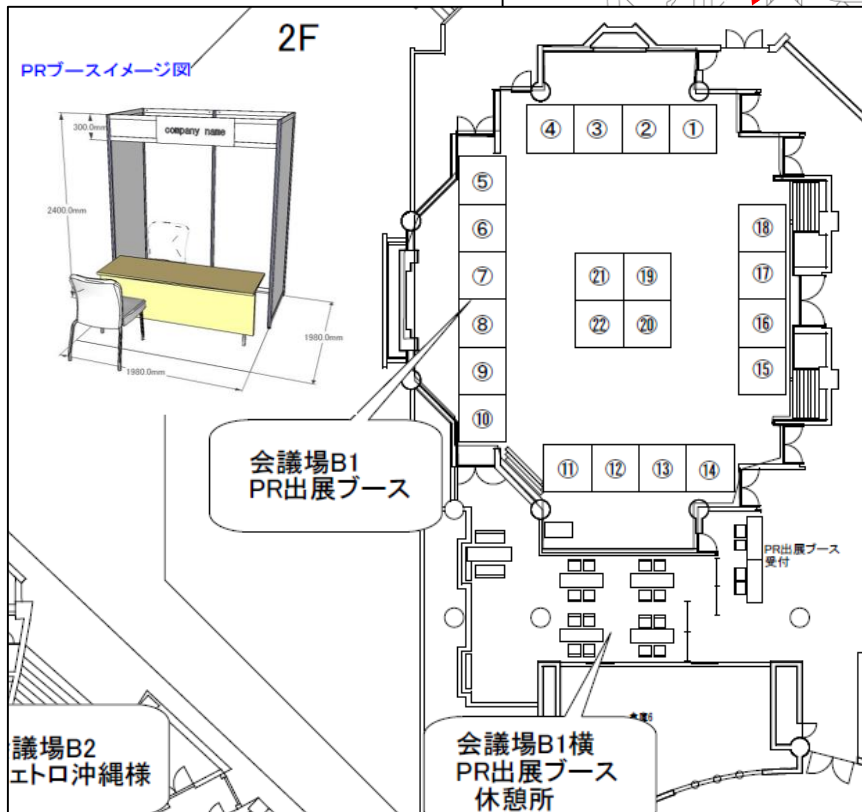 2F
PRブースイメージ図
300.0mm
company name
2400.0mm
1980.0mm
1980.0mm
④ ③ ② ①
⑤
⑥
⑦
⑧
⑨
⑩
⑱
⑰
⑯
⑮
㉑ ⑲
㉒ ⑳
⑪ ⑫ ⑬ ⑭
会議場B1
PR出展ブース
PR出展ブース
受付
議場B2
ェトロ沖縄様
会議場B1横
PR出展ブース
休憩所